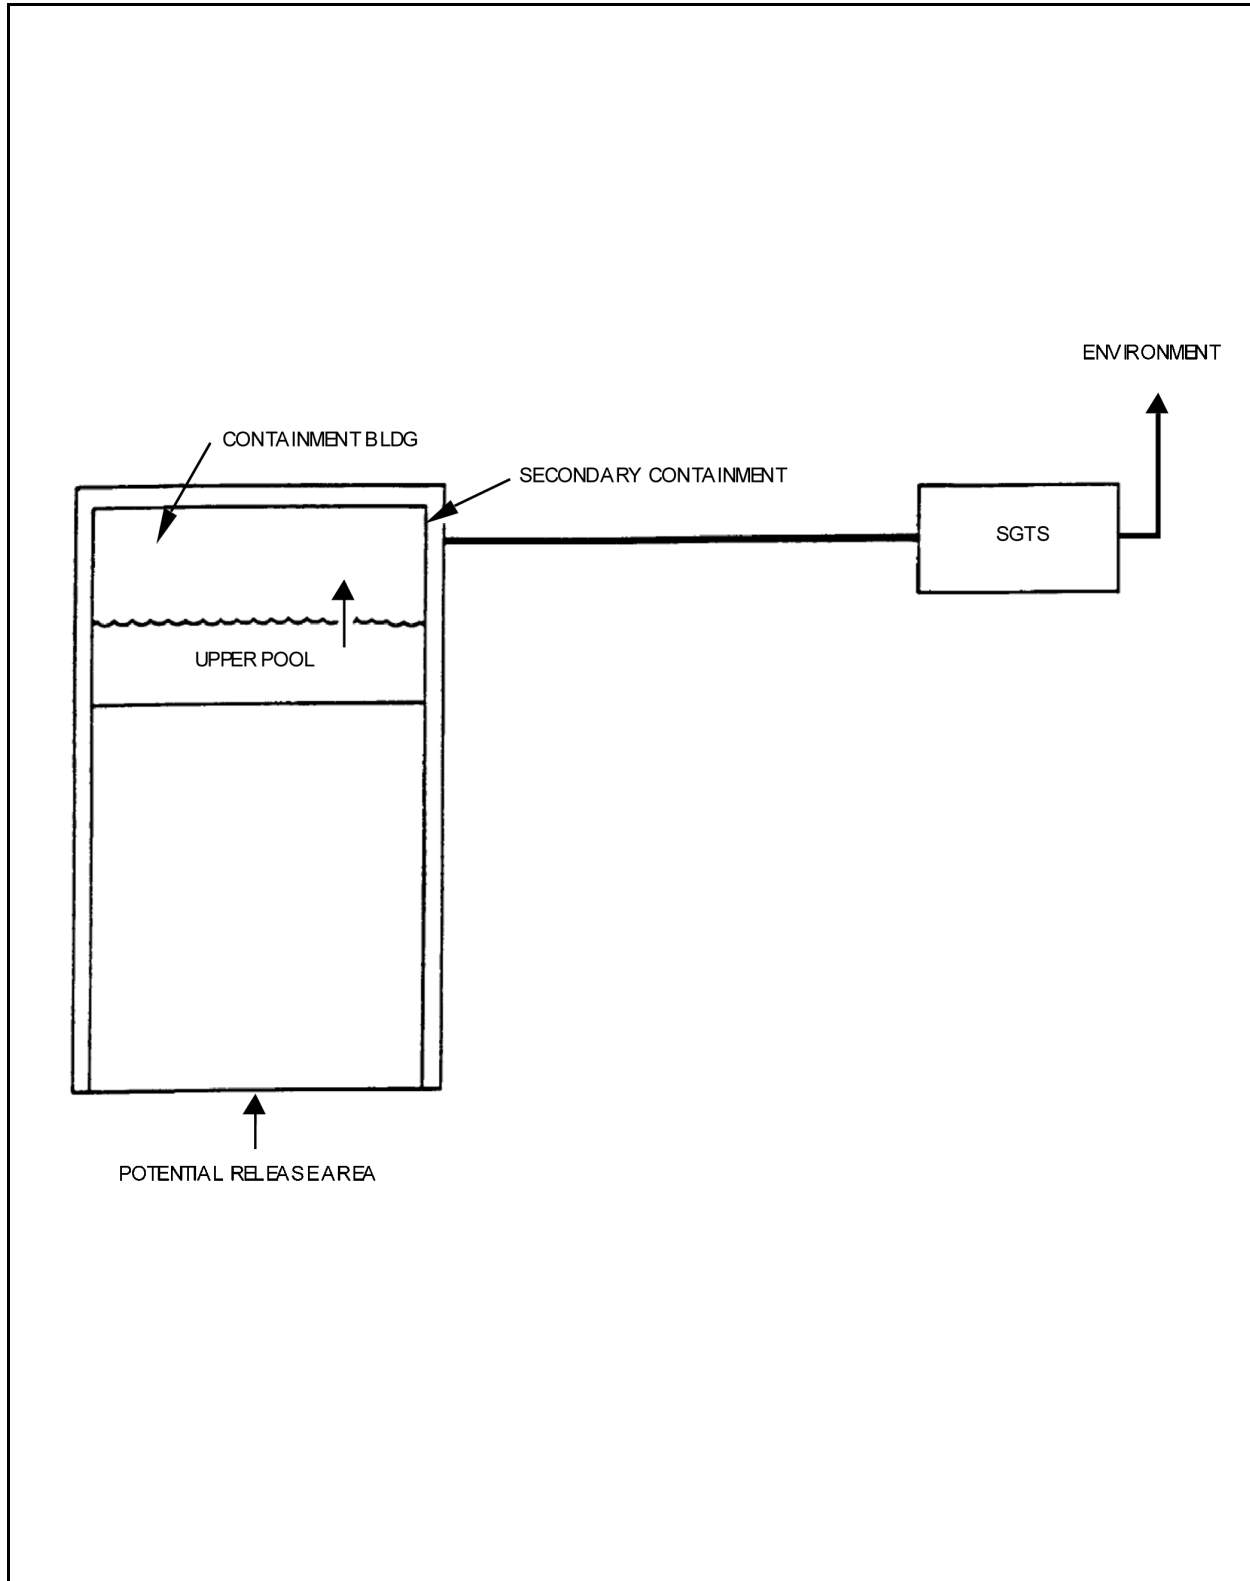 ENVIRONMENT
CONTAINMENT BLDG
SECONDARY CONTAINMENT
SGTS
UPPER POOL
POTENTIAL RELEASE AREA